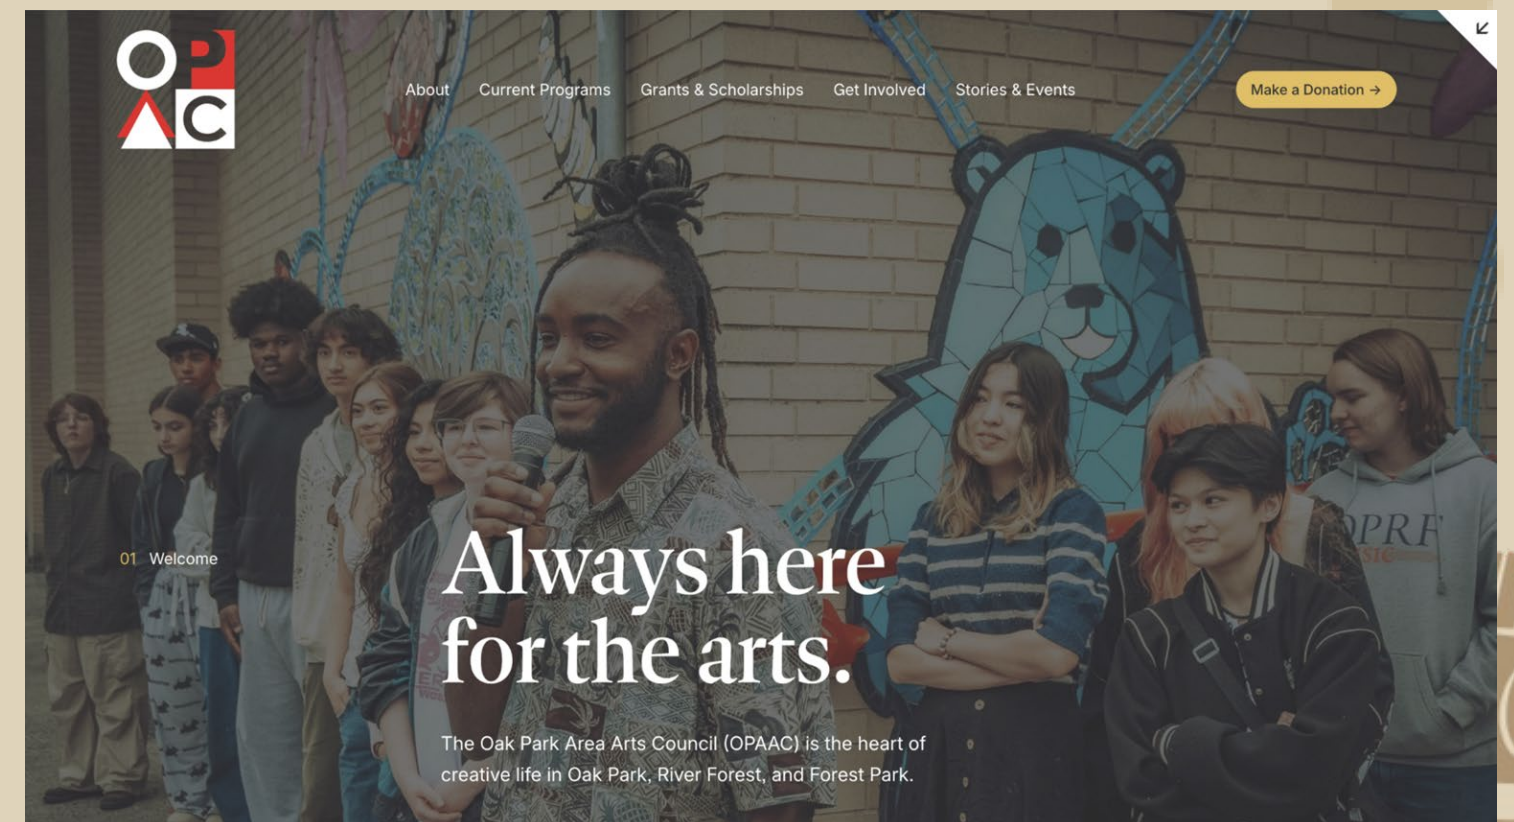 OP
AC
About
Current Programs
Grants & Scholarships
Get Involved
Stories & Events
Make a Donation →
01 Welcome
Always here
for the arts.
The Oak Park Area Arts Council (OPAAC) is the heart of
creative life in Oak Park, River Forest, and Forest Park.
OPRF